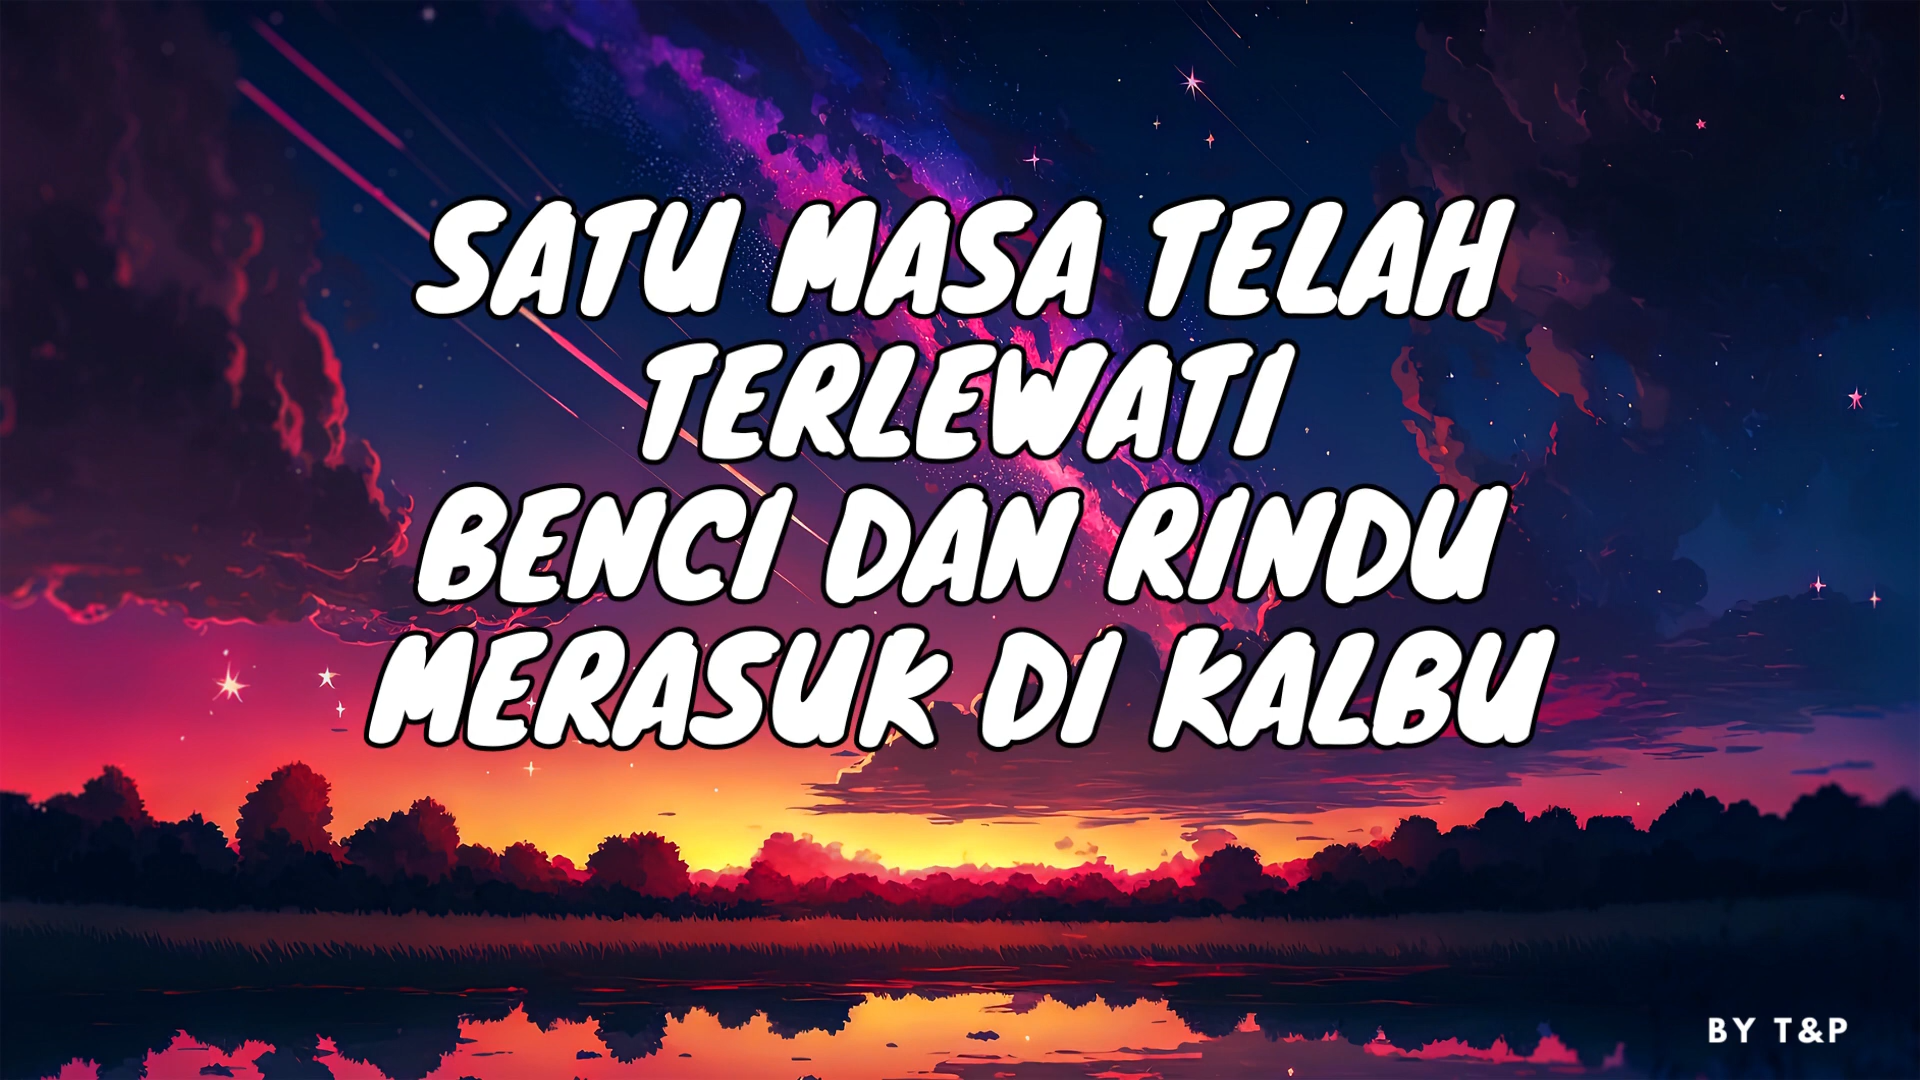 SATU MASA TELAH
TERLEWATI
BENCI DAN RINDU
MERASUK DI KALBU
BY T&P